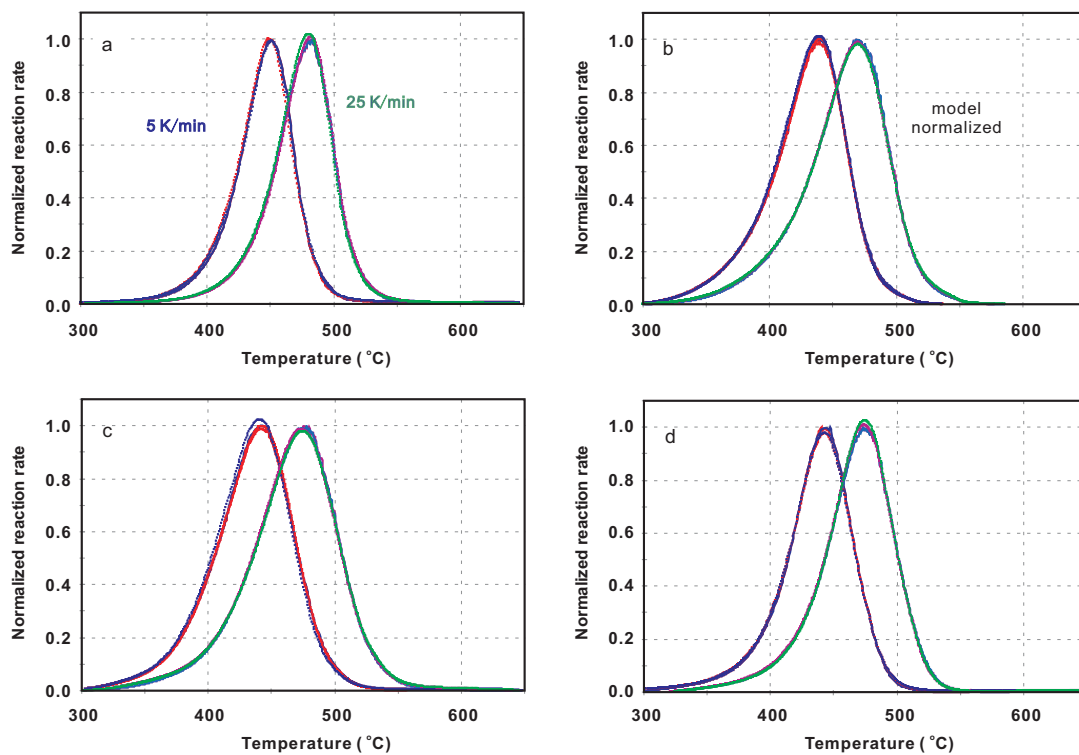 a
1.0
0.8
0.6
0.4
0.2
0.0
Normalized reaction rate
5 K/min
25 K/min
300 400 500 600
Temperature ( °C)
b
1.0
0.8
0.6
0.4
0.2
0.0
Normalized reaction rate
model
normalized
300 400 500 600
Temperature ( °C)
c
1.0
0.8
0.6
0.4
0.2
0.0
Normalized reaction rate
300 400 500 600
Temperature ( °C)
d
1.0
0.8
0.6
0.4
0.2
0.0
Normalized reaction rate
300 400 500 600
Temperature ( °C)